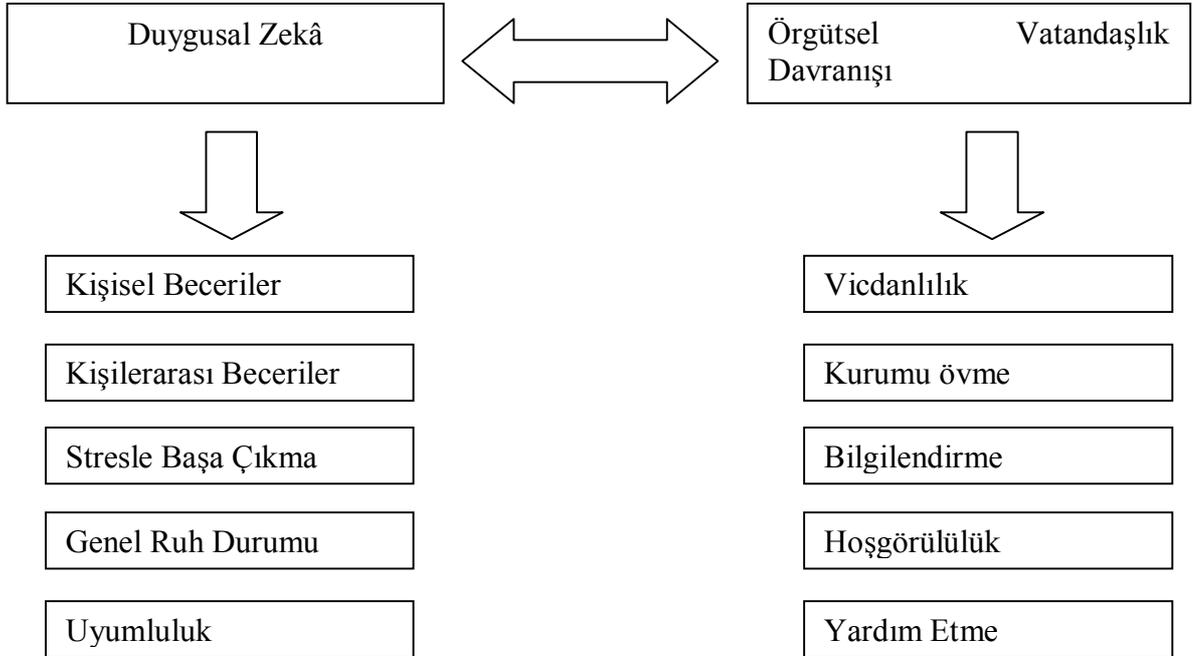 Duygusal Zekâ
Örgütsel Vatandaşlık
Davranışı
Kişisel Beceriler
Kişilerarası Beceriler
Stresle Başa Çıkma
Genel Ruh Durumu
Uyumluluk
Vicdanlılık
Kurumu övme
Bilgilendirme
Hoşgörülülük
Yardım Etme